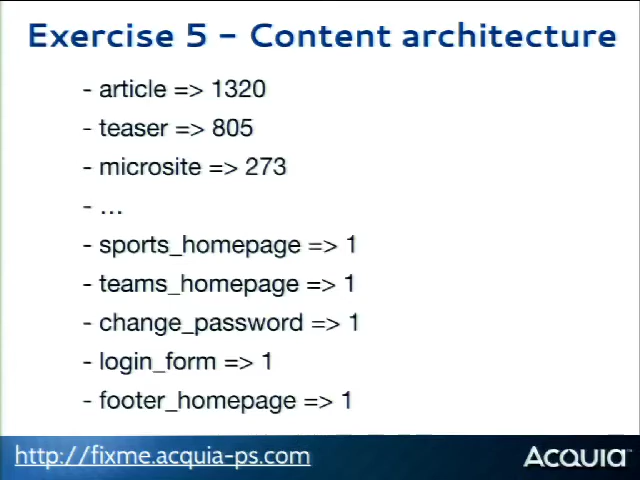 Exercise 5 - Content architecture
- article => 1320
- teaser => 805
- microsite => 273
- ...
- sports_homepage => 1
- teams_homepage => 1
- change_password => 1
- login_form => 1
- footer_homepage => 1
http://fixme.acquia-ps.com
Acquia